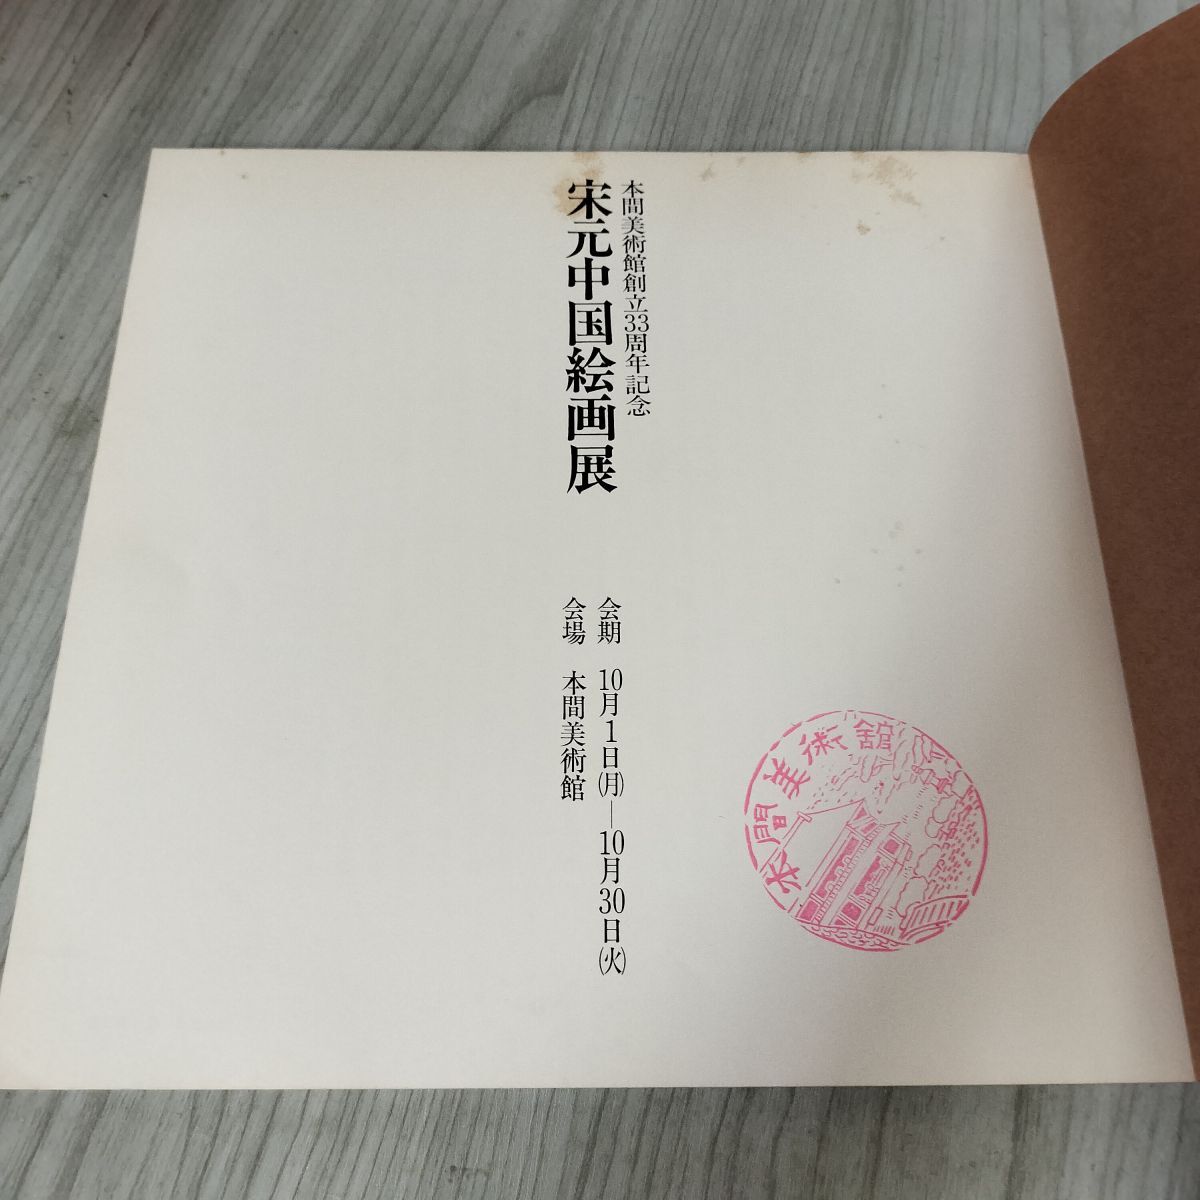 本間美術館創立33周年記念
宋元中国絵画展
会期 10月1日(月)―10月30日(火)
会場 本間美術館
本間美術館